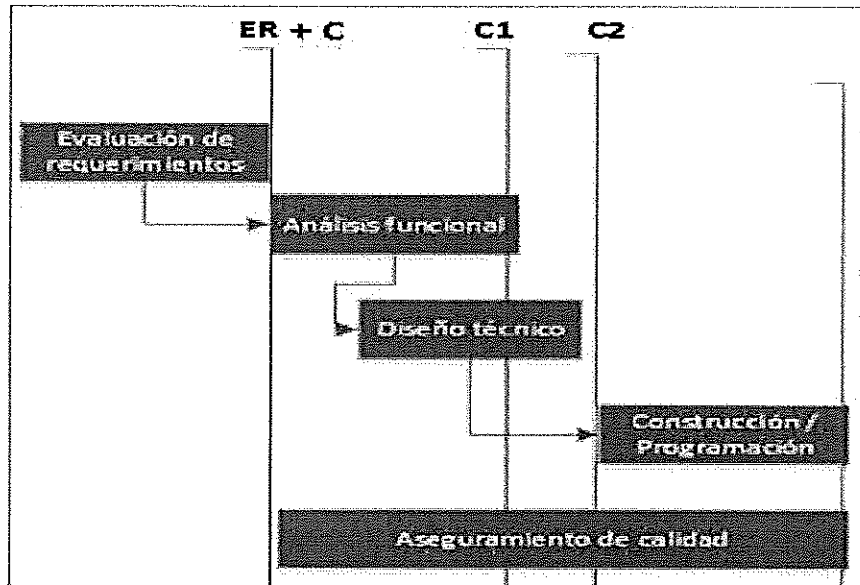 ER + C C1 C2
Evaluación de
requerimientos
Análisis funcional
Diseño técnico
Construcción /
Programación
Aseguramiento de calidad